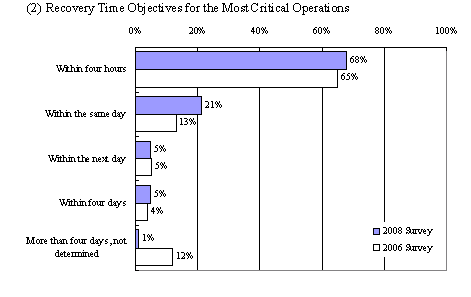 (2) Recovery Time Objectives for the Most Critical Operations
0% 20% 40% 60% 80% 100%
Within four hours
68%
65%
Within the same day
21%
13%
Within the next day
5%
5%
Within four days
5%
4%
More than four days, not
determined
1%
12%
2008 Survey
2006 Survey